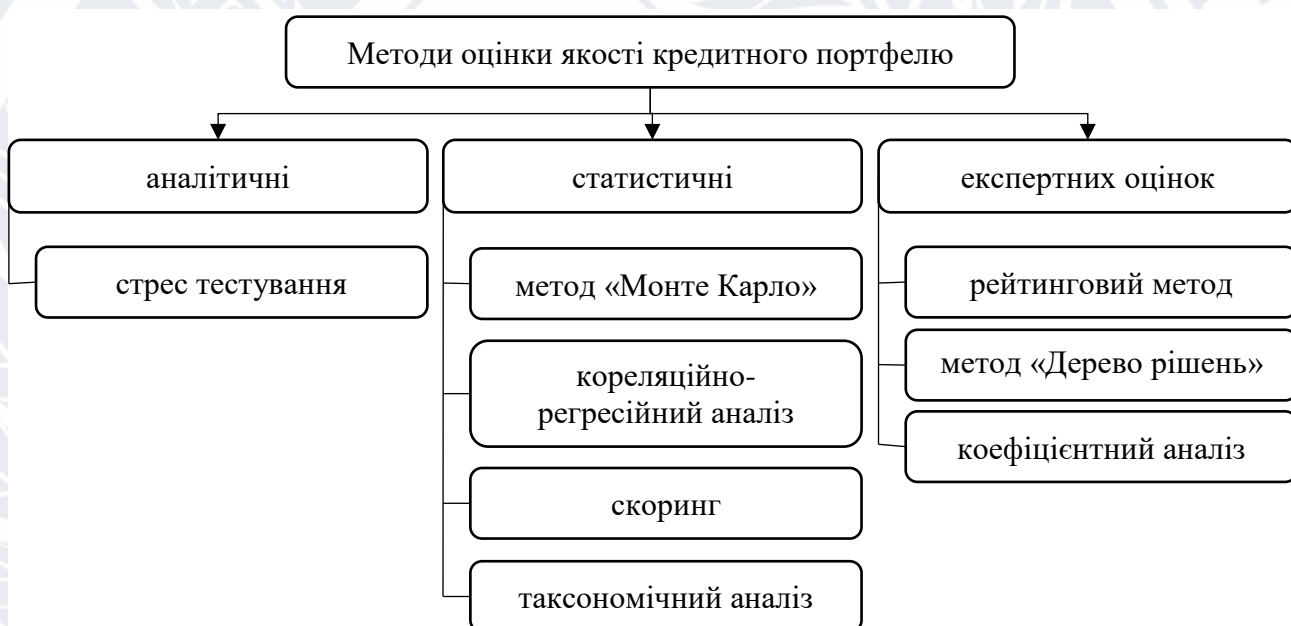 Методи оцінки якості кредитного портфелю
аналітичні
стрес тестування
статистичні
метод «Монте Карло»
кореляційно-
регресійний аналіз
скоринг
таксономічний аналіз
експертних оцінок
рейтинговий метод
метод «Дерево рішень»
коефіцієнтний аналіз